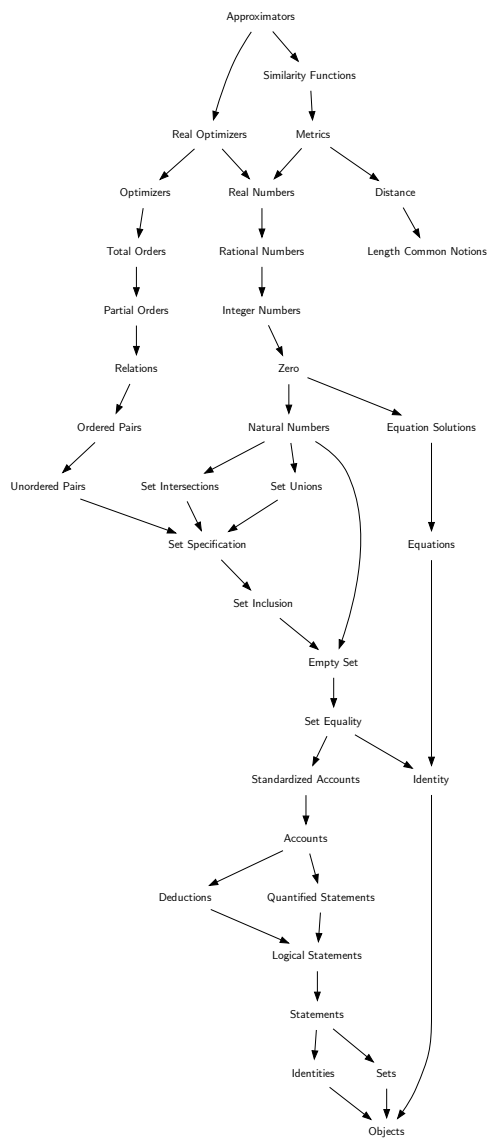 Approximators
Similarity Functions
Real Optimizers
Metrics
Optimizers
Real Numbers
Distance
Total Orders
Rational Numbers
Length Common Notions
Partial Orders
Integer Numbers
Relations
Zero
Ordered Pairs
Natural Numbers
Equation Solutions
Unordered Pairs
Set Intersections
Set Unions
Set Specification
Equations
Set Inclusion
Empty Set
Set Equality
Standardized Accounts
Identity
Accounts
Deductions
Quantified Statements
Logical Statements
Statements
Identities
Sets
Objects